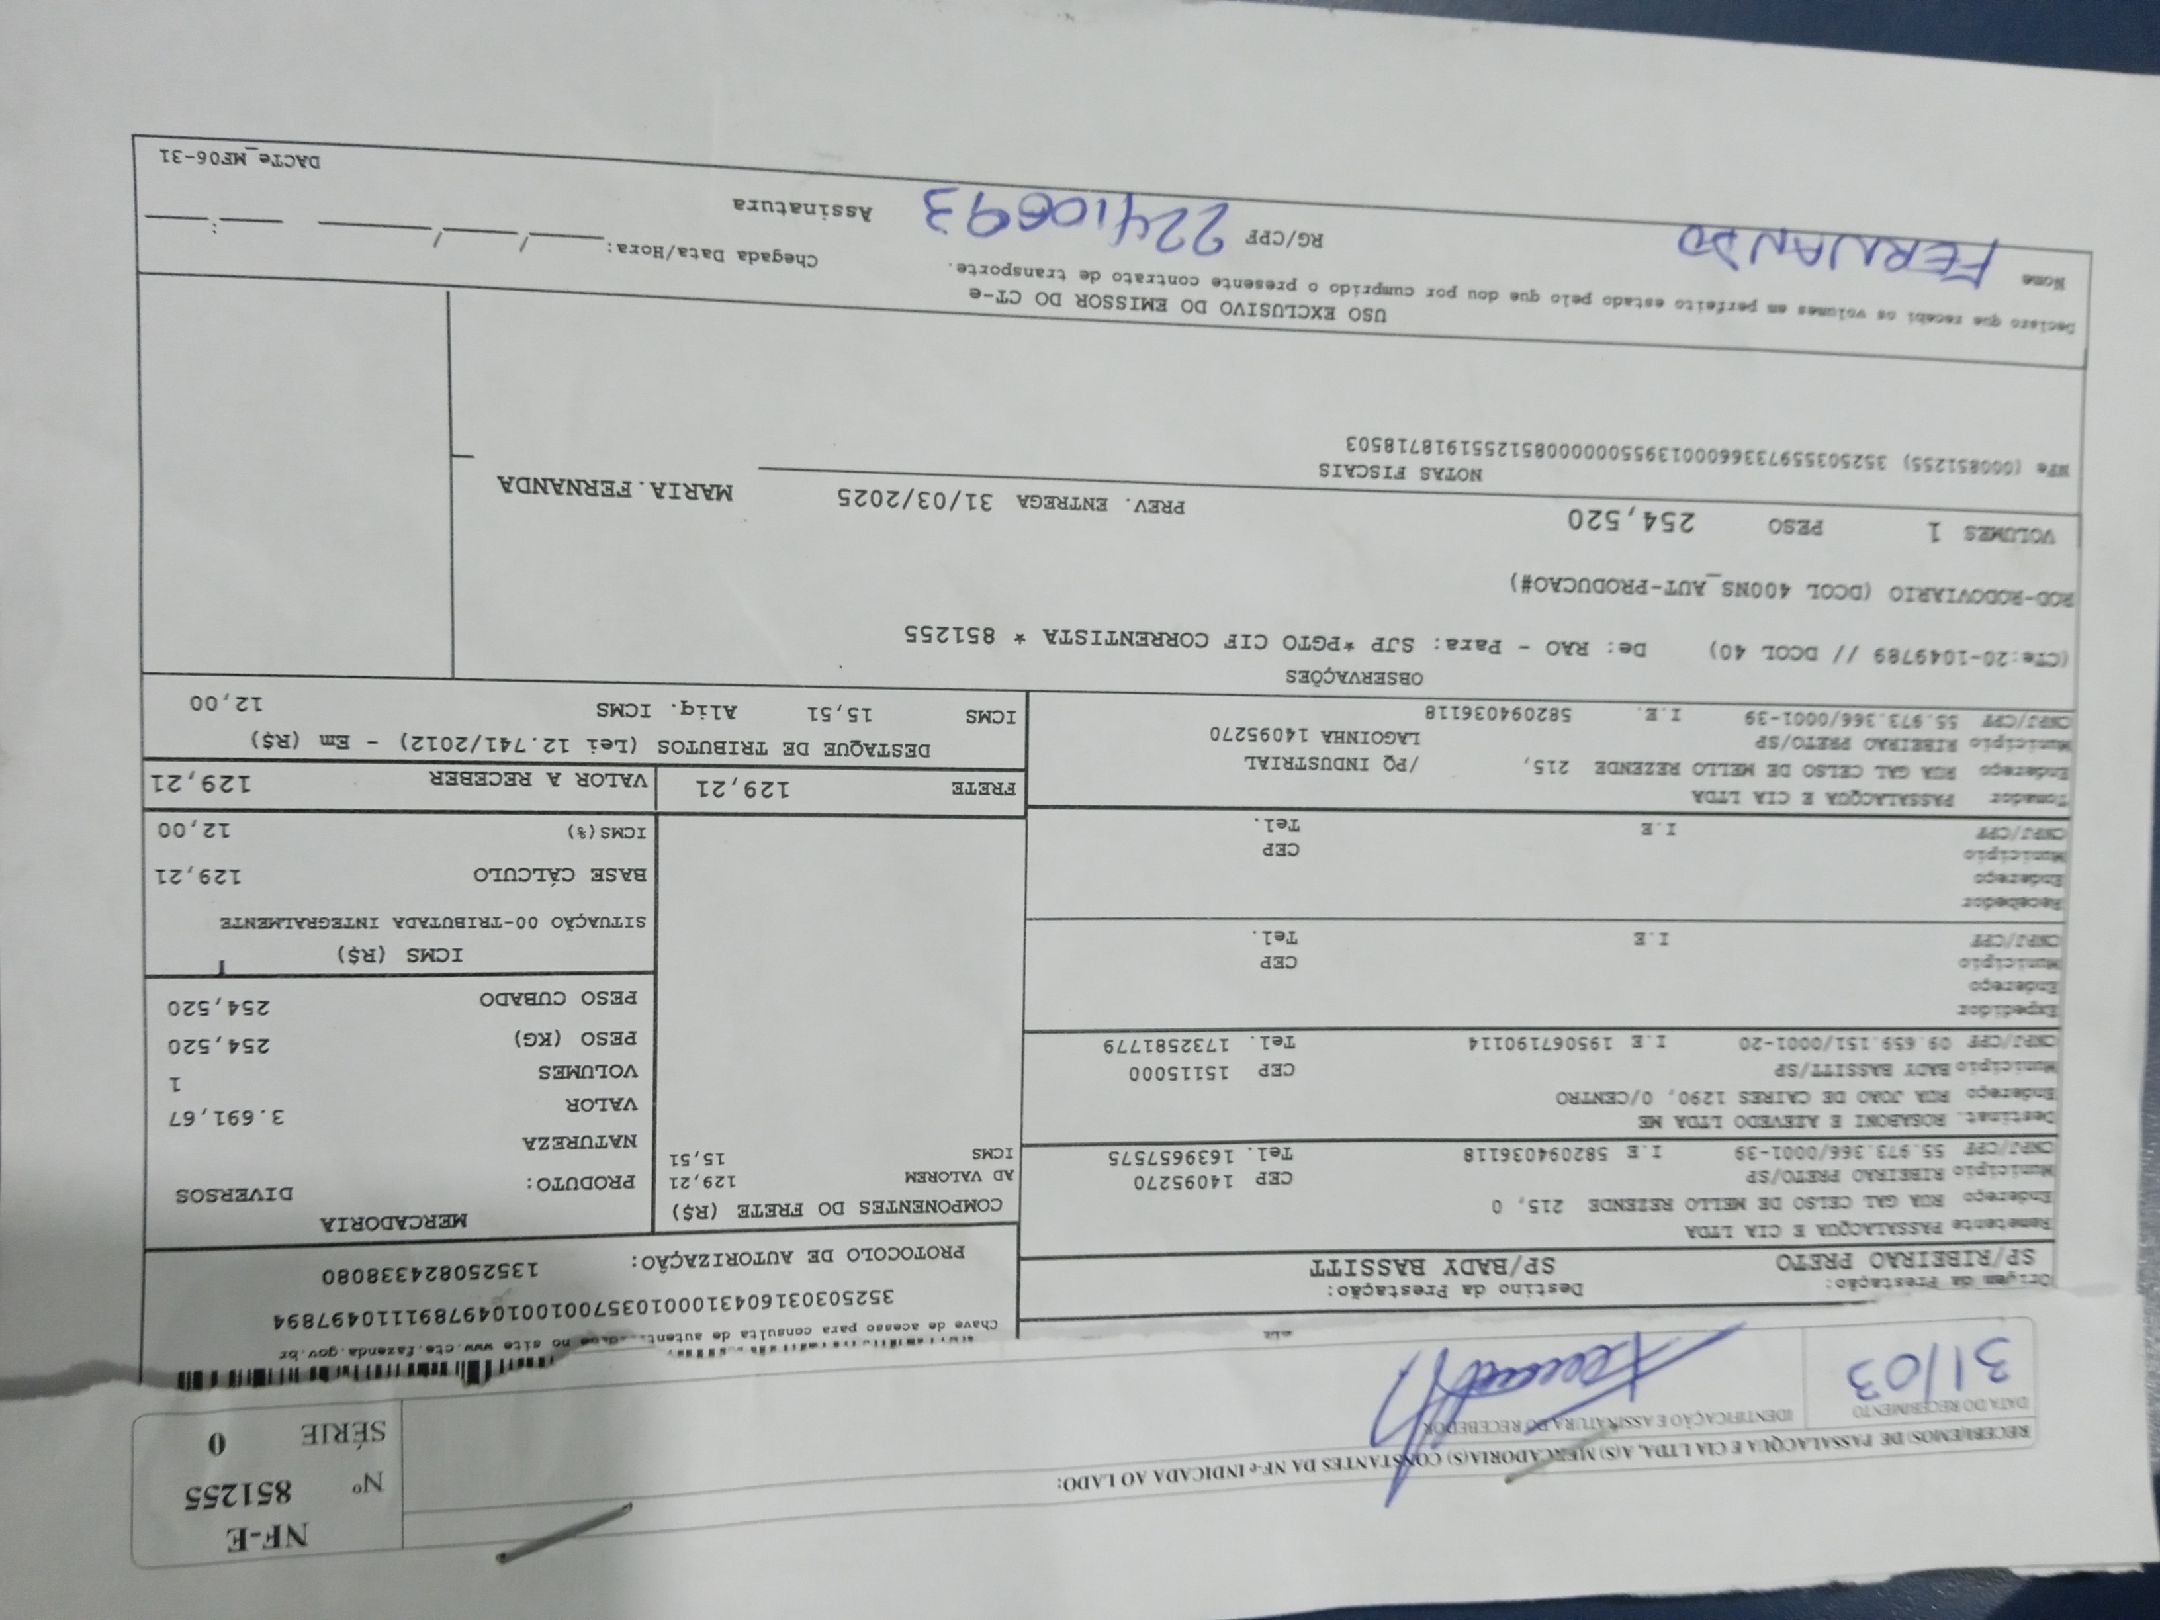 NF-E
Nº 851255
SÉRIE 0
RECEBEMOS DE PASSALACQUA E CIA LTDA, A(S) MERCADORIA(S) CONSTANTES DA NF-e INDICADA AO LADO:
DATA DO RECEBIMENTO
31/03
IDENTIFICAÇÃO E ASSINATURA DO RECEBEDOR
Chave de acesso para consulta de no site www.cte.fazenda.gov.br
PROTOCOLO DE AUTORIZAÇÃO: 135250824338080
Origem da Prestação: Destino da Prestação:
SP/RIBEIRAO PRETO SP/BADY BASSITT
Remetente PASSALACQUA E CIA LTDA
Endereço RUA GAL CELSO DE MELLO REZENDE 215, 0
Município RIBEIRAO PRETO/SP CEP 14095270
CNPJ/CPF 55.973.366/0001-39 I.E 582094036118 Tel. 1639657575
Destinat. ROSABONI E AZEVEDO LTDA ME
Endereço RUA JOAO DE CAIRES 1290, 0/CENTRO
Município BADY BASSITT/SP CEP 15115000
CNPJ/CPF 09.659.151/0001-20 I.E 195067190114 Tel. 1732581779
Expedidor
Endereço
Município CEP
CNPJ/CPF I.E Tel.
Recebedor
Endereço
Município CEP
CNPJ/CPF I.E Tel.
Tomador PASSALACQUA E CIA LTDA
Endereço RUA GAL CELSO DE MELLO REZENDE 215, /PQ INDUSTRIAL
Município RIBEIRAO PRETO/SP LAGOINHA 14095270
CNPJ/CPF 55.973.366/0001-39 I.E. 582094036118
COMPONENTES DO FRETE (R$)
AD VALOREM 129,21
ICMS 15,51
MERCADORIA
PRODUTO: DIVERSOS
NATUREZA
VALOR 3.691,67
VOLUMES 1
PESO (KG) 254,520
PESO CUBADO 254,520
ICMS (R$)
SITUAÇÃO 00-TRIBUTADA INTEGRALMENTE
BASE CÁLCULO 129,21
ICMS(%) 12,00
FRETE 129,21 VALOR A RECEBER 129,21
DESTAQUE DE TRIBUTOS (Lei 12.741/2012) - Em (R$)
ICMS 15,51 Aliq. ICMS 12,00
OBSERVAÇÕES
(CTe:20-1049789 // DCOL 40) De: RAO - Para: SJP *PGTO CIF CORRENTISTA * 851255
ROD-RODOVIARIO (DCOL 400NS_AUT-PRODUCAO#)
VOLUMES 1 PESO 254,520 PREV. ENTREGA 31/03/2025 MARIA.FERNANDA
NOTAS FISCAIS
NFe (000851255) 35250355973366000139550000008512551918718503
USO EXCLUSIVO DO EMISSOR DO CT-e
Declaro que recebi os volumes em perfeito estado pelo que dou por cumprido o presente contrato de transporte.
Chegada Data/Hora: ____/____/______ ____:____
Nome FERNANDO RG/CPF 22410693 Assinatura
DACTe_MF06-31